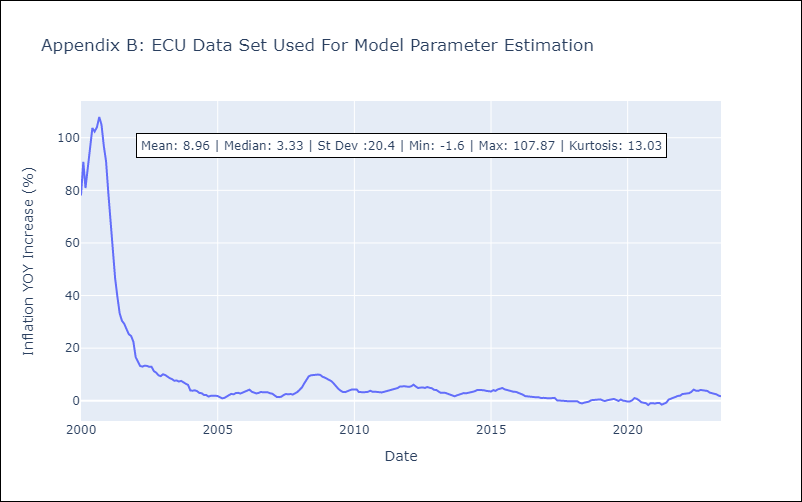 Appendix B: ECU Data Set Used For Model Parameter Estimation
Mean: 8.96 | Median: 3.33 | St Dev :20.4 | Min: -1.6 | Max: 107.87 | Kurtosis: 13.03
Inflation YOY Increase (%)
100
80
60
40
20
0
2000
2005
2010
2015
2020
Date